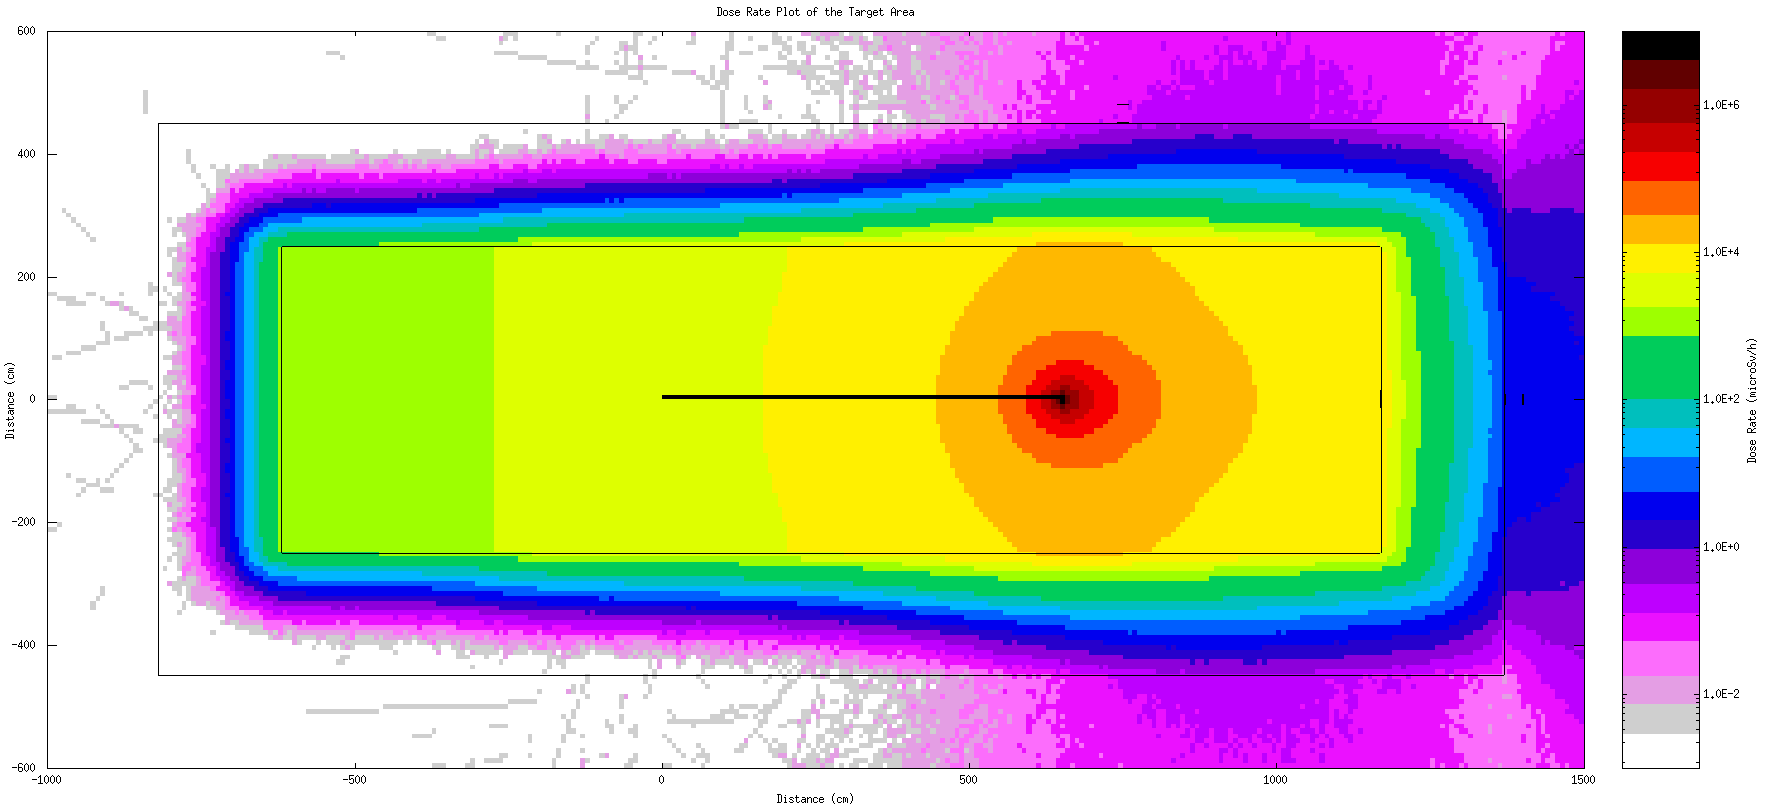 Dose Rate Plot of the Target Area
600
400
200
0
-200
-400
-600
Distance (cm)
-1000
-500
0
500
1000
1500
Distance (cm)
1.0E+6
1.0E+4
1.0E+2
1.0E+0
1.0E-2
Dose Rate (microSv/h)